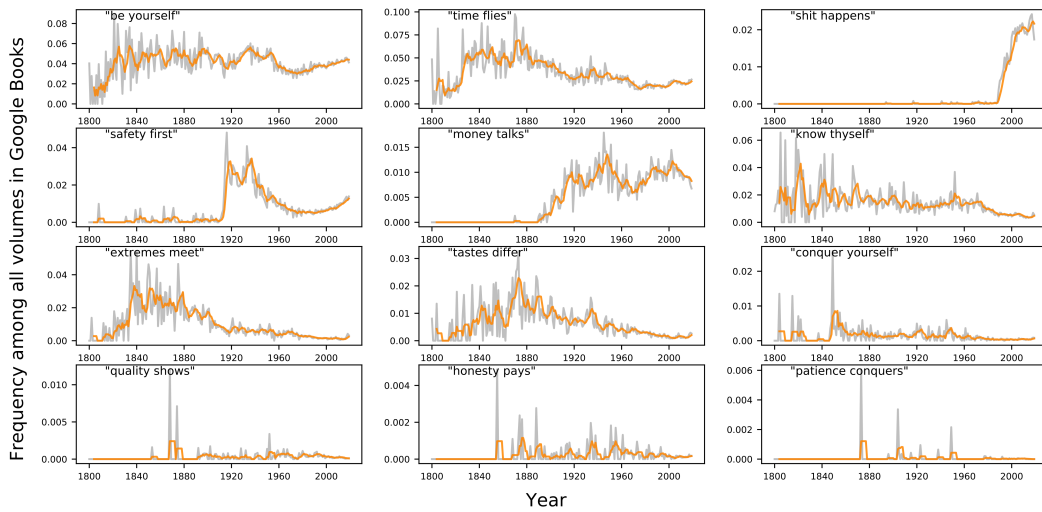 Frequency among all volumes in Google Books
"be yourself"
0.08
0.06
0.04
0.02
0.00
1800 1840 1880 1920 1960 2000
"time flies"
0.100
0.075
0.050
0.025
0.000
1800 1840 1880 1920 1960 2000
"shit happens"
0.02
0.01
0.00
1800 1840 1880 1920 1960 2000
"safety first"
0.04
0.02
0.00
1800 1840 1880 1920 1960 2000
"money talks"
0.015
0.010
0.005
0.000
1800 1840 1880 1920 1960 2000
"know thyself"
0.06
0.04
0.02
0.00
1800 1840 1880 1920 1960 2000
"extremes meet"
0.04
0.02
0.00
1800 1840 1880 1920 1960 2000
"tastes differ"
0.03
0.02
0.01
0.00
1800 1840 1880 1920 1960 2000
"conquer yourself"
0.02
0.01
0.00
1800 1840 1880 1920 1960 2000
"quality shows"
0.010
0.005
0.000
1800 1840 1880 1920 1960 2000
"honesty pays"
0.004
0.002
0.000
1800 1840 1880 1920 1960 2000
"patience conquers"
0.006
0.004
0.002
0.000
1800 1840 1880 1920 1960 2000
Year